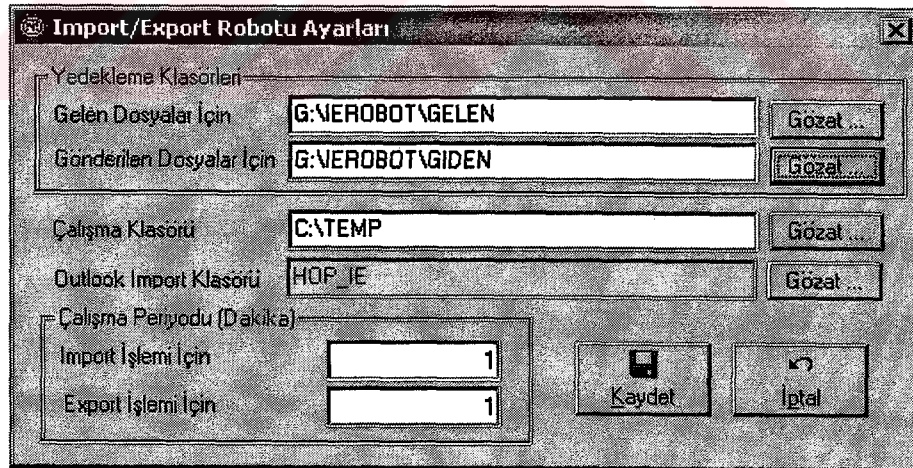 Import/Export Robotu Ayarları
Yedekleme Klasörleri
Gelen Dosyalar İçin G:\IEROBOT\GELEN Gözat ...
Gönderilen Dosyalar İçin G:\IEROBOT\GIDEN Gözat ...
Çalışma Klasörü C:\TEMP Gözat ...
Outlook Import Klasörü HOP_IE Gözat ...
Çalışma Periyodu (Dakika)
Import İşlemi İçin 1
Export İşlemi İçin 1
Kaydet İptal